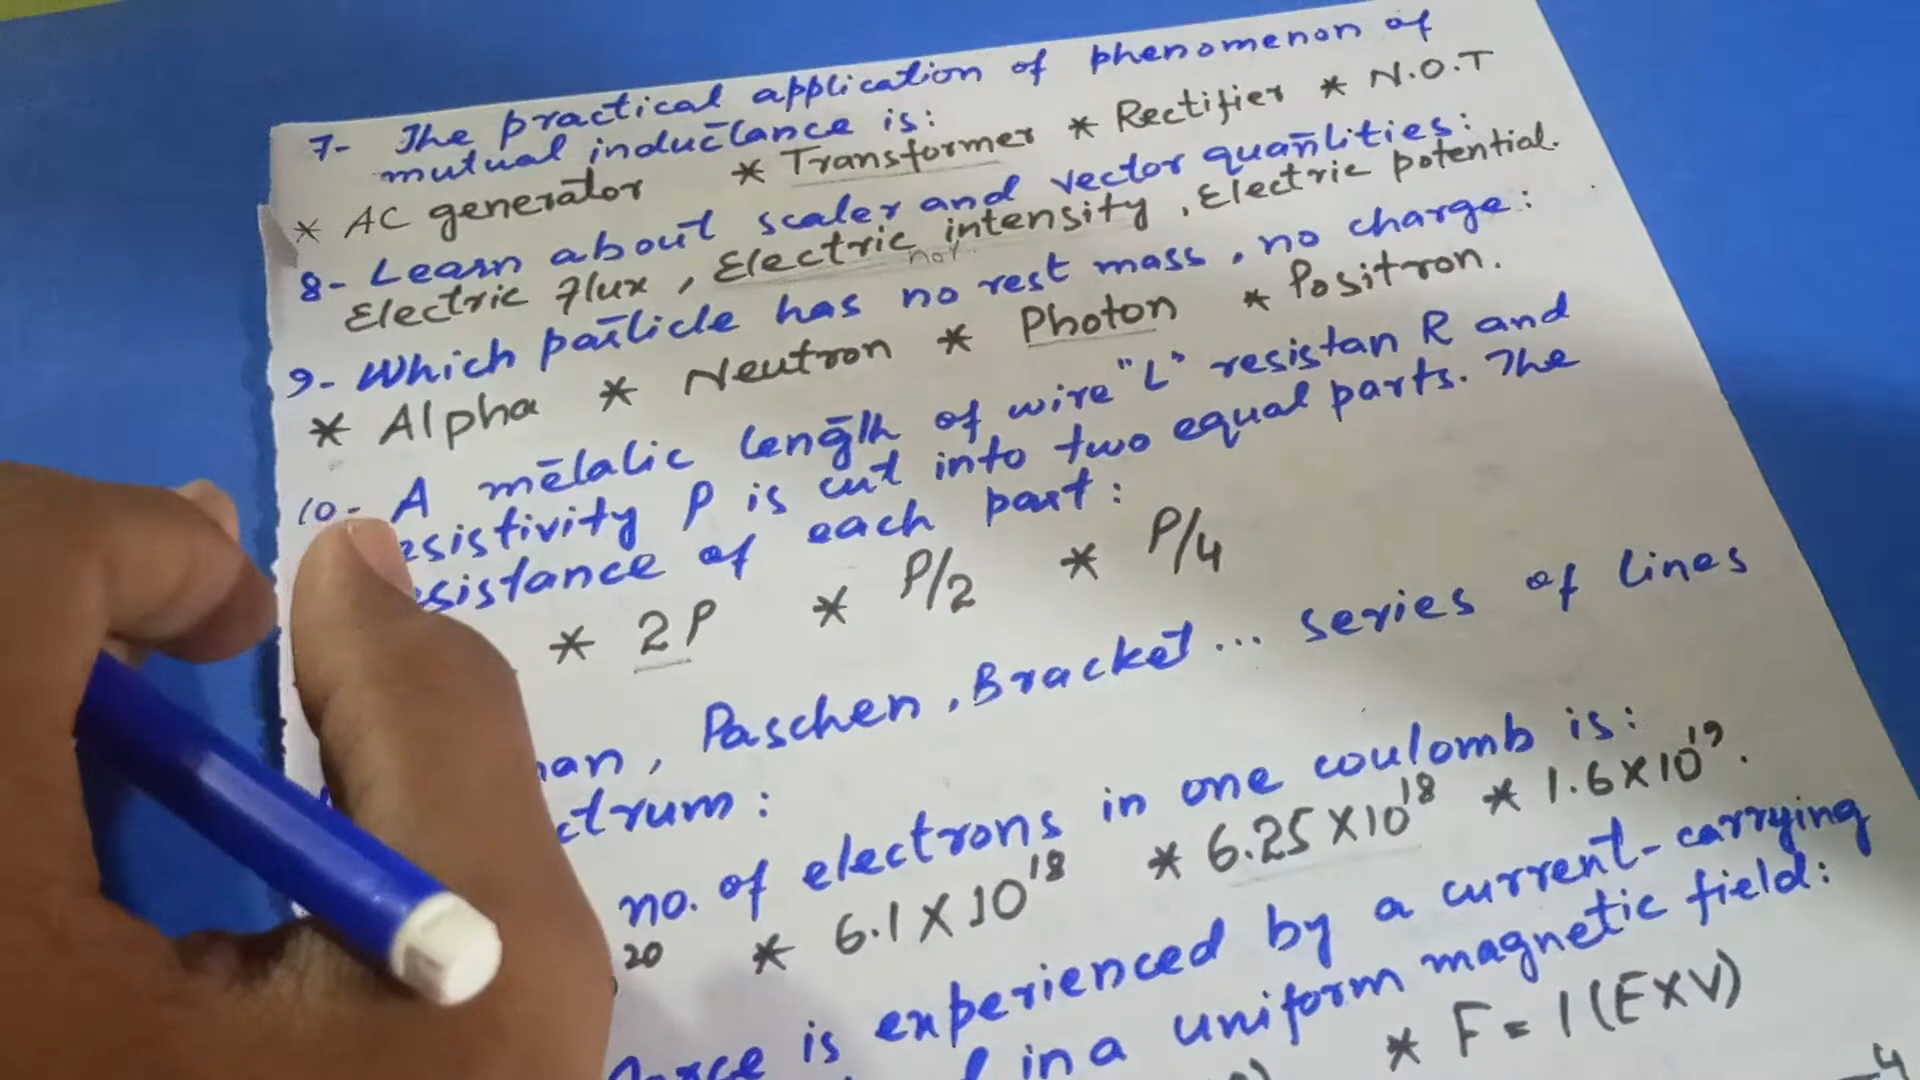 7- The practical application of phenomenon of
mutual inductance is:
* AC generator * Transformer * Rectifier * N.O.T
8- Learn about scaler and vector quantities:
Electric flux, Electric intensity, Electric potential.
9- Which particle has no rest mass, no charge:
* Alpha * Neutron * Photon * Positron.
10- A metalic length of wire "L" resistan R and
esistivity ρ is cut into two equal parts. The
sistance of each part:
* 2ρ * ρ/2 * ρ/4
an, Paschen, Bracket... series of lines
ctrum:
no. of electrons in one coulomb is:
20 * 6.1 X 10^18 * 6.25 X 10^18 * 1.6 X 10^19.
is experienced by a current-carrying
in a uniform magnetic field:
* F = 1(EXV)